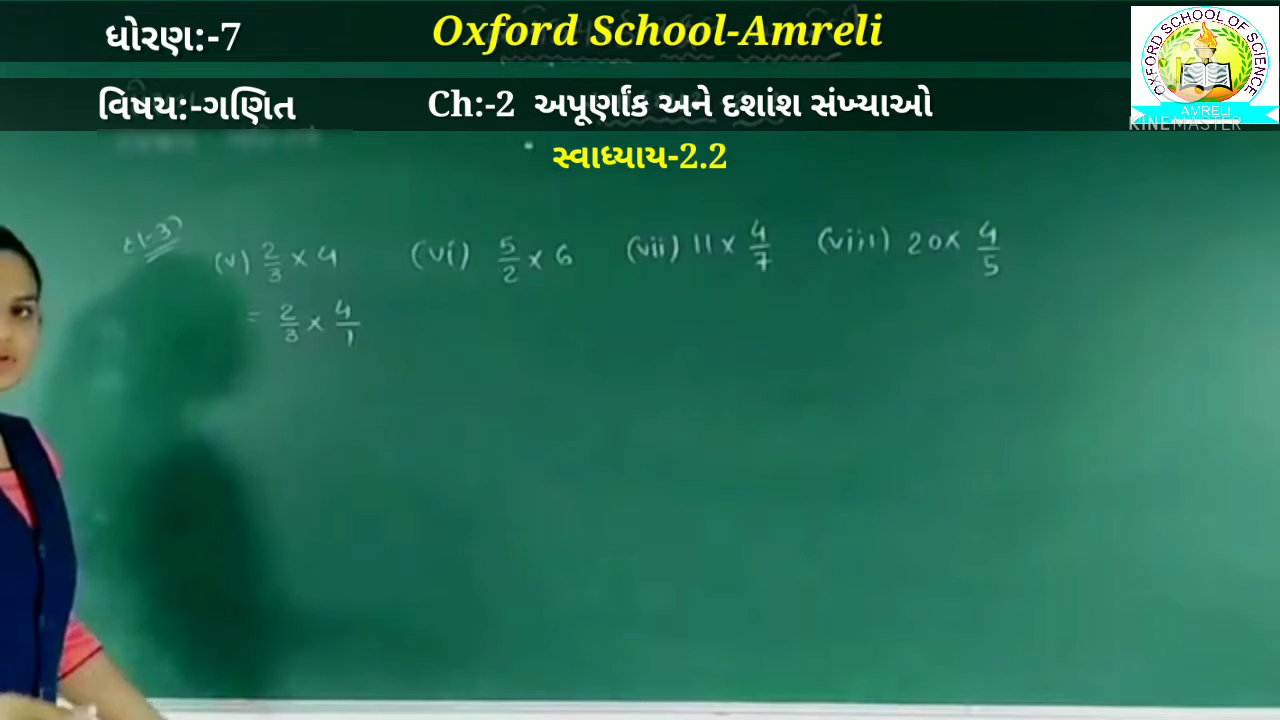 ધોરણ:-7
Oxford School-Amreli
વિષય:-ગણિત
Ch:-2 અપૂર્ણાંક અને દશાંશ સંખ્યાઓ
OXFORD SCHOOL OF SCIENCE
AMRELI
KINEMASTER
સ્વાધ્યાય-2.2
(v) 2/3 × 4 (vi) 5/2 × 6 (vii) 11 × 4/7 (viii) 20 × 4/5
= 2/3 × 4/1